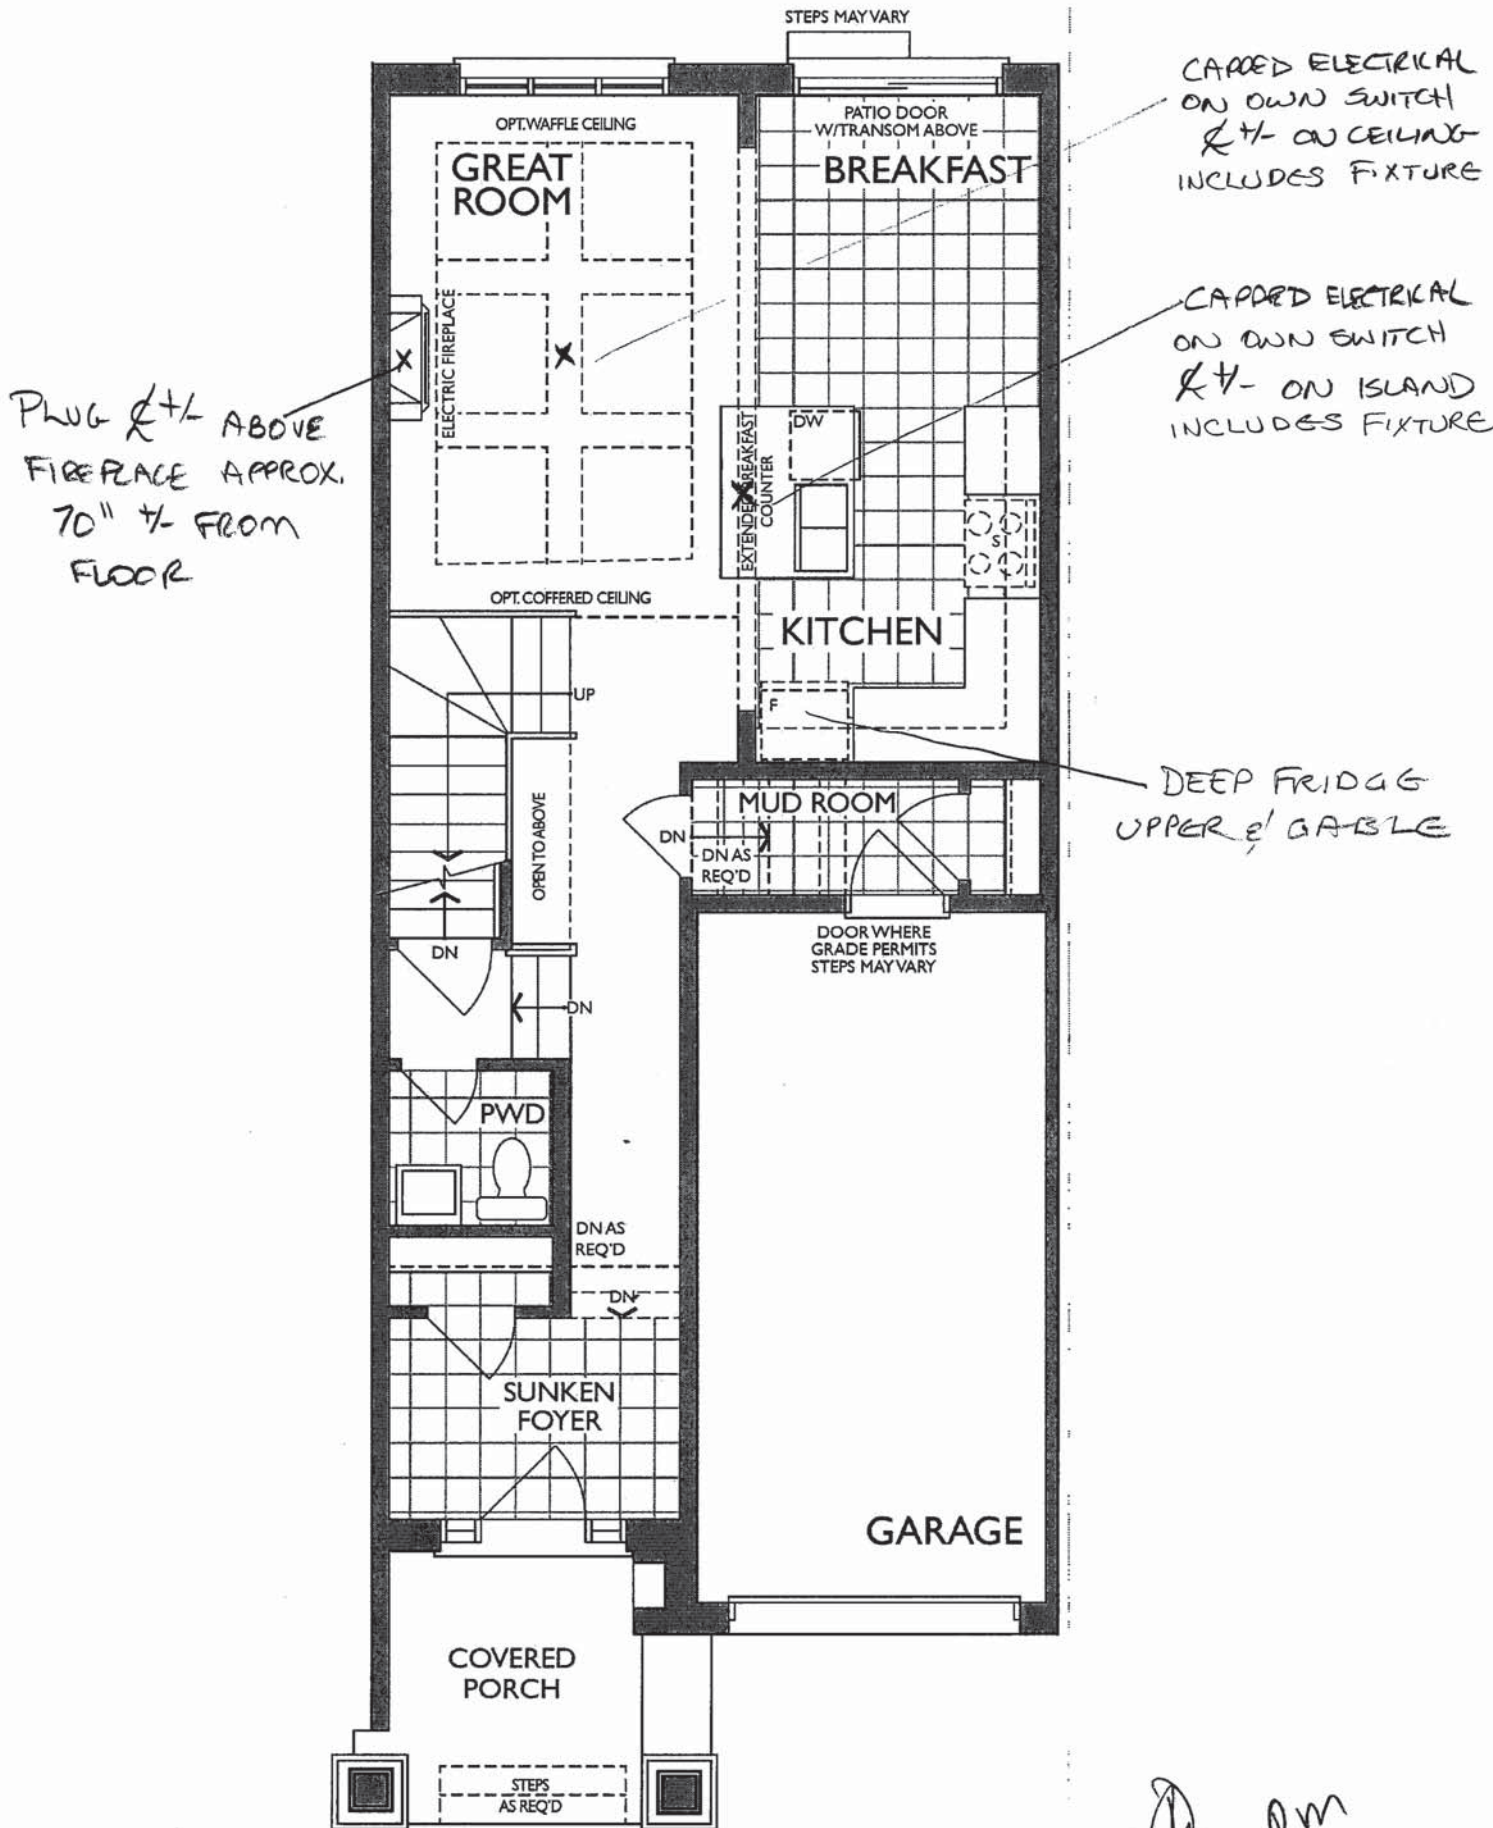 STEPS MAY VARY
CAPPED ELECTRICAL
ON OWN SWITCH
℄ +/- ON CEILING
INCLUDES FIXTURE
OPT. WAFFLE CEILING
PATIO DOOR
W/TRANSOM ABOVE
GREAT
ROOM
BREAKFAST
CAPPED ELECTRICAL
ON OWN SWITCH
℄ +/- ON ISLAND
INCLUDES FIXTURE
ELECTRIC FIREPLACE
PLUG ℄ +/- ABOVE
FIREPLACE APPROX.
70" +/- FROM
FLOOR
DW
EXTENDED BREAKFAST
COUNTER
S
OPT. COFFERED CEILING
KITCHEN
UP
F
DEEP FRIDGE
UPPER & GABLE
MUD ROOM
DN
DN AS
REQ'D
OPEN TO ABOVE
DOOR WHERE
GRADE PERMITS
STEPS MAY VARY
DN
DN
PWD
DN AS
REQ'D
DN
SUNKEN
FOYER
GARAGE
COVERED
PORCH
STEPS
AS REQ'D